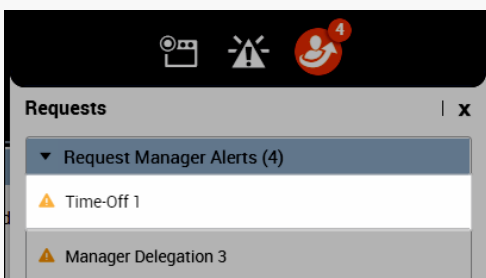 4
Requests | x
Request Manager Alerts (4)
Time-Off 1
Manager Delegation 3